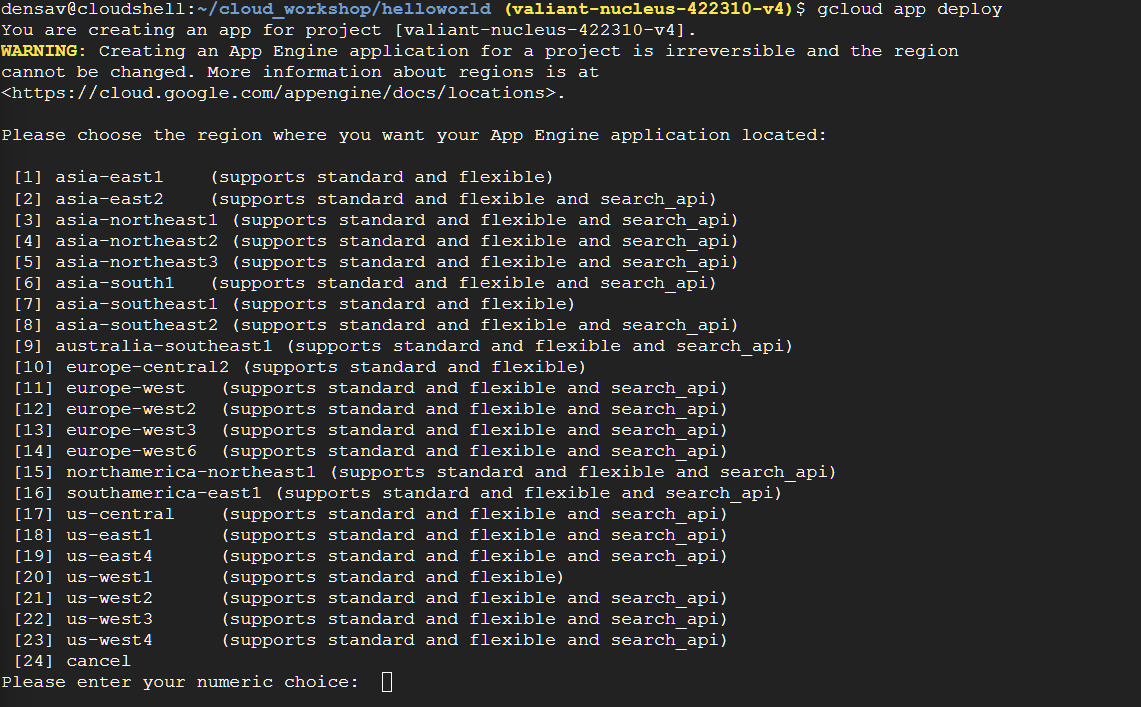 densav@cloudshell:~/cloud_workshop/helloworld (valiant-nucleus-422310-v4)$ gcloud app deploy
You are creating an app for project [valiant-nucleus-422310-v4].
WARNING: Creating an App Engine application for a project is irreversible and the region
cannot be changed. More information about regions is at
<https://cloud.google.com/appengine/docs/locations>.
Please choose the region where you want your App Engine application located:
[1] asia-east1    (supports standard and flexible)
[2] asia-east2    (supports standard and flexible and search_api)
[3] asia-northeast1 (supports standard and flexible and search_api)
[4] asia-northeast2 (supports standard and flexible and search_api)
[5] asia-northeast3 (supports standard and flexible and search_api)
[6] asia-south1   (supports standard and flexible and search_api)
[7] asia-southeast1 (supports standard and flexible)
[8] asia-southeast2 (supports standard and flexible and search_api)
[9] australia-southeast1 (supports standard and flexible and search_api)
[10] europe-central2 (supports standard and flexible)
[11] europe-west   (supports standard and flexible and search_api)
[12] europe-west2  (supports standard and flexible and search_api)
[13] europe-west3  (supports standard and flexible and search_api)
[14] europe-west6  (supports standard and flexible and search_api)
[15] northamerica-northeast1 (supports standard and flexible and search_api)
[16] southamerica-east1 (supports standard and flexible and search_api)
[17] us-central    (supports standard and flexible and search_api)
[18] us-east1      (supports standard and flexible and search_api)
[19] us-east4      (supports standard and flexible and search_api)
[20] us-west1      (supports standard and flexible)
[21] us-west2      (supports standard and flexible and search_api)
[22] us-west3      (supports standard and flexible and search_api)
[23] us-west4      (supports standard and flexible and search_api)
[24] cancel
Please enter your numeric choice: